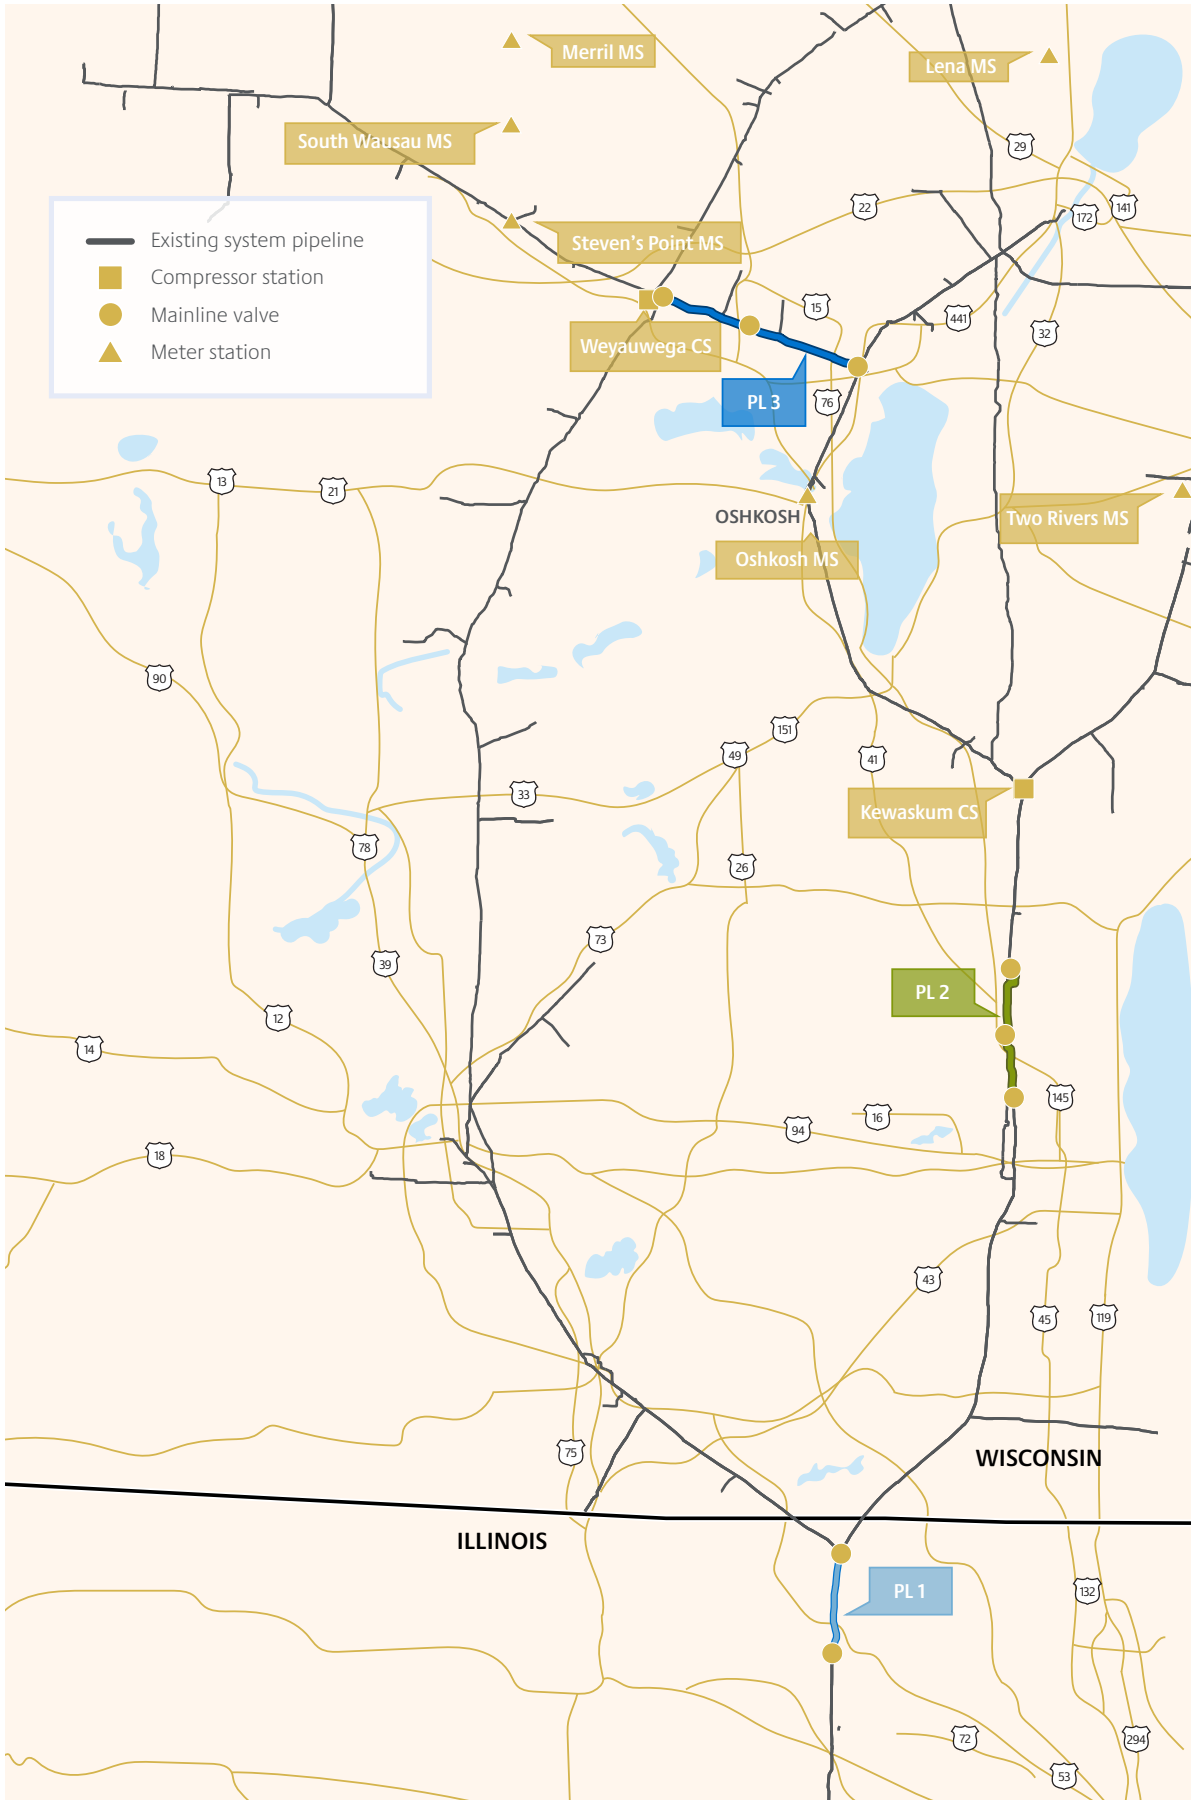 Merril MS
Lena MS
South Wausau MS
29
22
172
141
Existing system pipeline
Compressor station
Mainline valve
Meter station
Steven's Point MS
15
441
32
Weyauwega CS
PL 3
76
13
21
OSHKOSH
Two Rivers MS
Oshkosh MS
90
151
49
41
33
Kewaskum CS
78
26
73
39
PL 2
12
14
145
16
94
18
43
45
119
75
WISCONSIN
ILLINOIS
PL 1
132
72
294
53